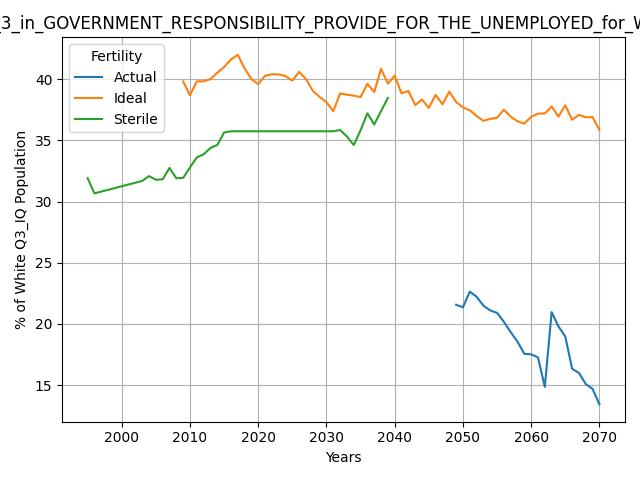 _3_in_GOVERNMENT_RESPONSIBILITY_PROVIDE_FOR_THE_UNEMPLOYED_for_W
Fertility
Actual
Ideal
Sterile
% of White Q3_IQ Population
40
35
30
25
20
15
2000
2010
2020
2030
2040
2050
2060
2070
Years